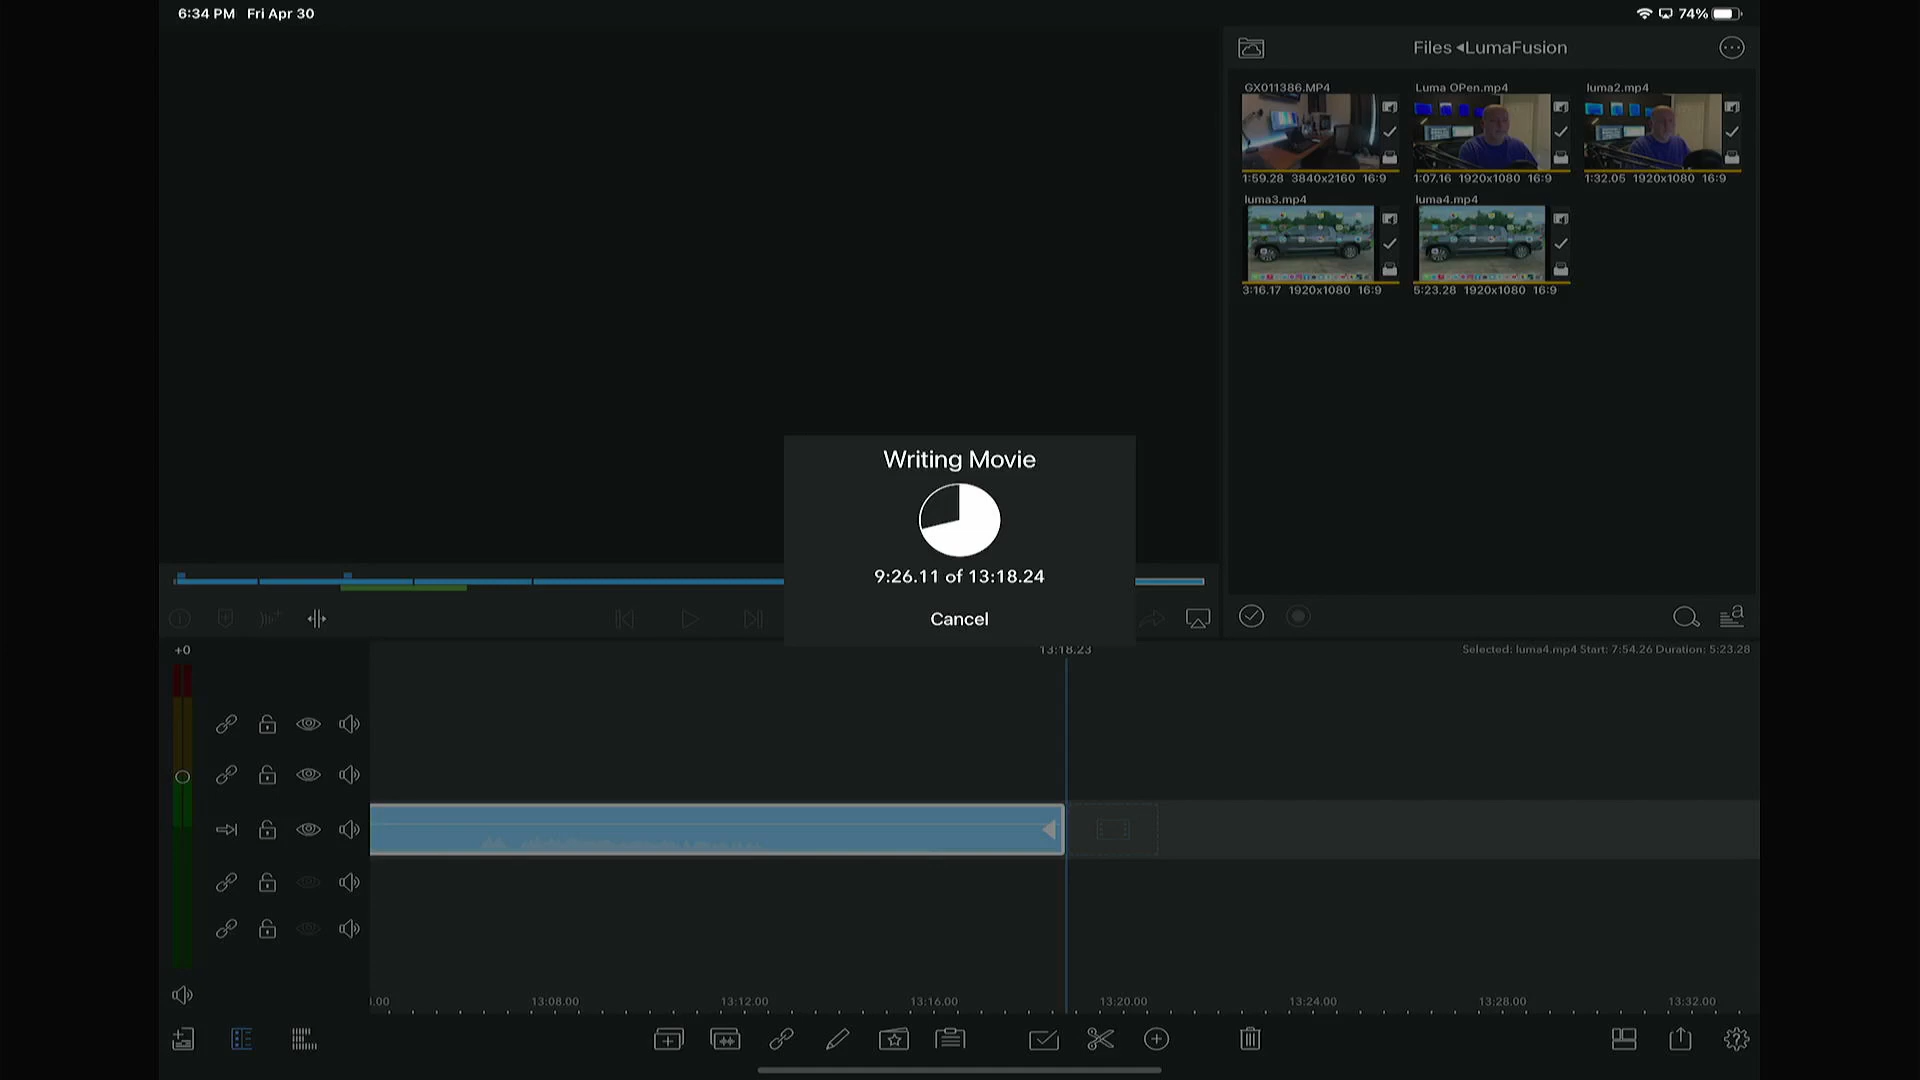 6:34 PM Fri Apr 30
74%
Files ◂LumaFusion
GX011386.MP4
Luma OPen.mp4
luma2.mp4
1:59.28 3840x2160 16:9
1:07.16 1920x1080 16:9
1:32.05 1920x1080 16:9
luma3.mp4
luma4.mp4
3:16.17 1920x1080 16:9
5:23.28 1920x1080 16:9
Writing Movie
9:26.11 of 13:18.24
Cancel
+0
13:18.23
Selected: luma4.mp4 Start: 7:54.26 Duration: 5:23.28
13:08.00
13:12.00
13:16.00
13:20.00
13:24.00
13:28.00
13:32.00